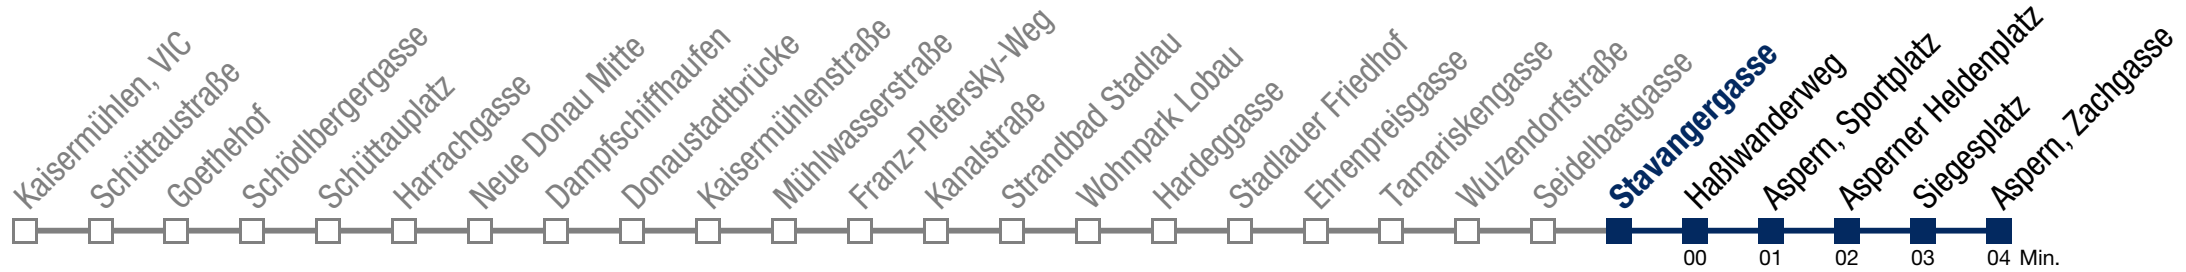 Kaisermühlen, VIC
Schüttaustraße
Goethehof
Schödlbergergasse
Schüttauplatz
Harrachgasse
Neue Donau Mitte
Dampfschiffhaufen
Donaustadtbrücke
Kaisermühlenstraße
Mühlwasserstraße
Franz-Pletersky-Weg
Kanalstraße
Strandbad Stadlau
Wohnpark Lobau
Hardeggasse
Stadlauer Friedhof
Ehrenpreisgasse
Tamariskengasse
Wulzendorfstraße
Seidelbastgasse
Stavangergasse
Haßlwanderweg
Aspern, Sportplatz
Asperner Heldenplatz
Siegesplatz
Aspern, Zachgasse
00 01 02 03 04 Min.